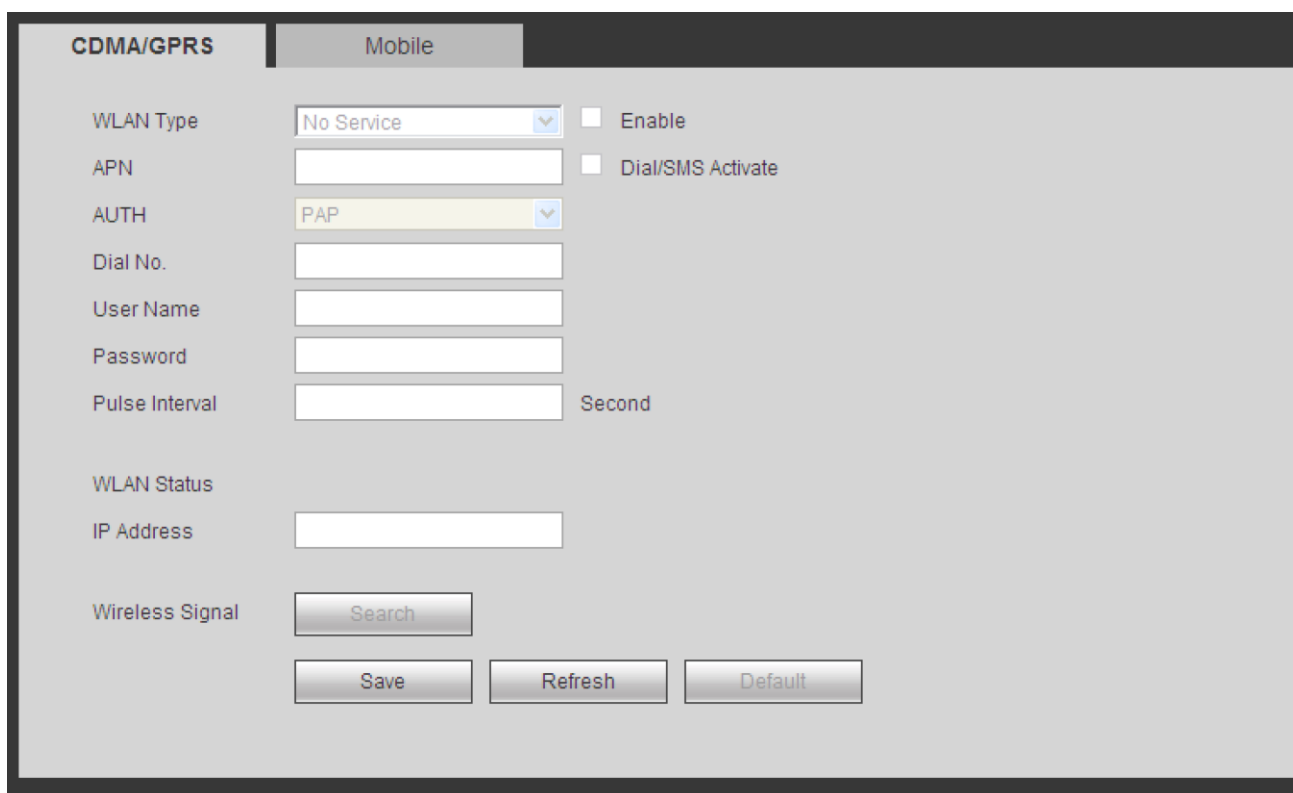 CDMA/GPRS Mobile
WLAN Type No Service Enable
APN Dial/SMS Activate
AUTH PAP
Dial No.
User Name
Password
Pulse Interval Second
WLAN Status
IP Address
Wireless Signal Search
Save Refresh Default